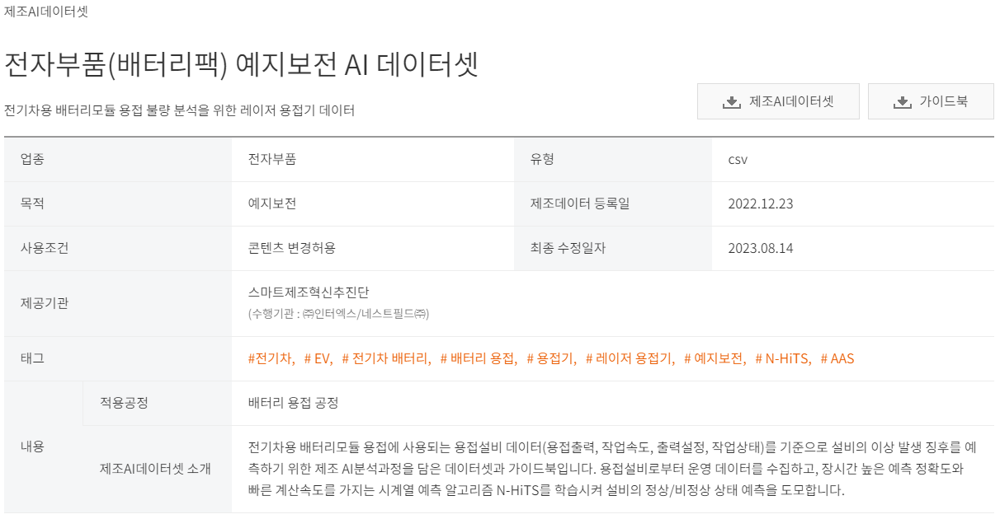 제조AI데이터셋
전자부품(배터리팩) 예지보전 AI 데이터셋
전기차용 배터리모듈 용접 불량 분석을 위한 레이저 용접기 데이터
제조AI데이터셋
가이드북
업종
전자부품
유형
csv
목적
예지보전
제조데이터 등록일
2022.12.23
사용조건
콘텐츠 변경허용
최종 수정일자
2023.08.14
제공기관
스마트제조혁신추진단
(수행기관 : ㈜인터엑스/네스트필드㈜)
태그
#전기차, # EV, # 전기차 배터리, # 배터리 용접, # 용접기, # 레이저 용접기, # 예지보전, # N-HiTS, # AAS
내용
적용공정
배터리 용접 공정
제조AI데이터셋 소개
전기차용 배터리모듈 용접에 사용되는 용접설비 데이터(용접출력, 작업속도, 출력설정, 작업상태)를 기준으로 설비의 이상 발생 징후를 예
측하기 위한 제조 AI분석과정을 담은 데이터셋과 가이드북입니다. 용접설비로부터 운영 데이터를 수집하고, 장시간 높은 예측 정확도와
빠른 계산속도를 가지는 시계열 예측 알고리즘 N-HiTS를 학습시켜 설비의 정상/비정상 상태 예측을 도모합니다.